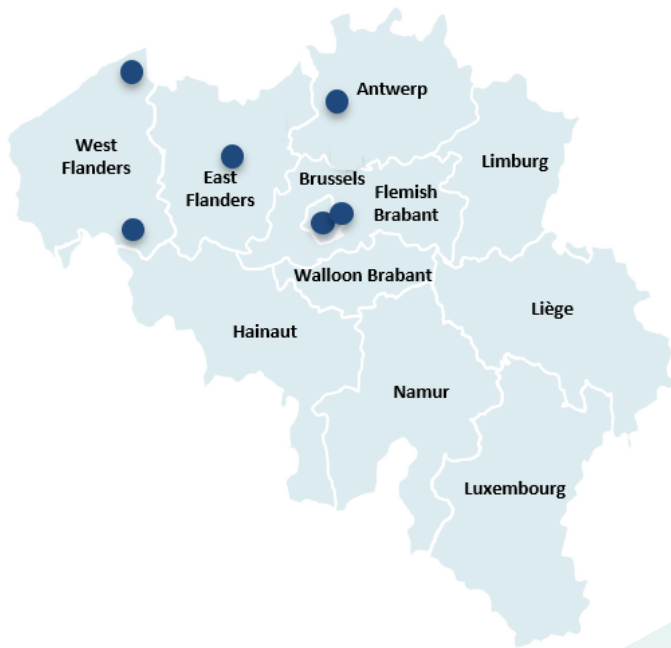 Antwerp
West
Flanders
Limburg
East
Flanders
Brussels
Flemish
Brabant
Walloon Brabant
Liège
Hainaut
Namur
Luxembourg